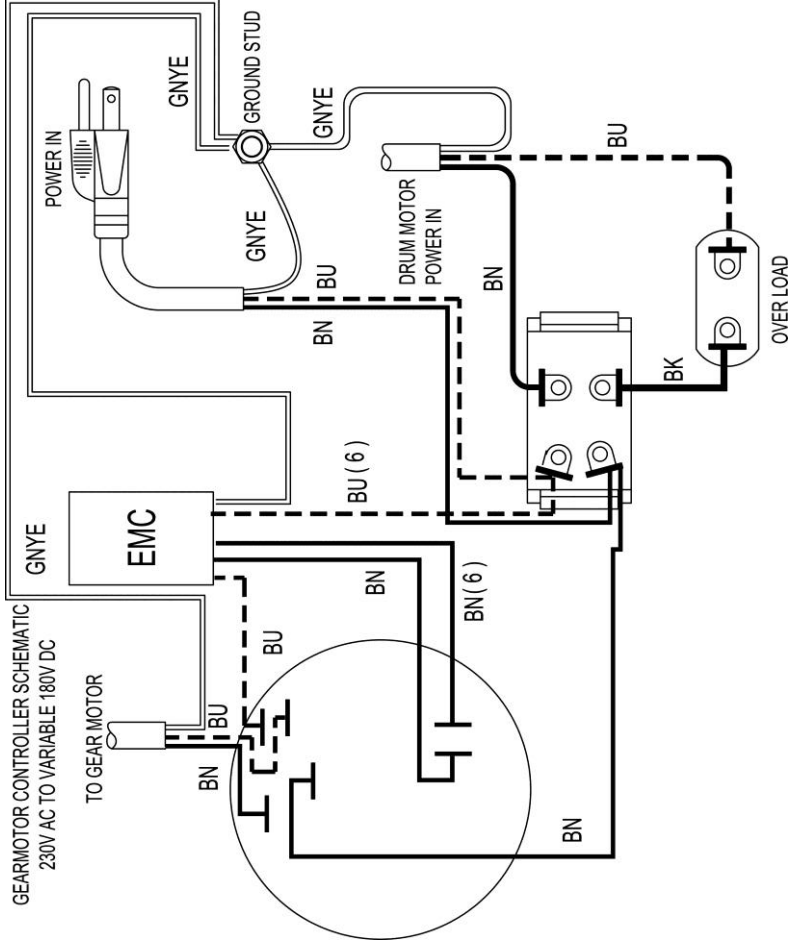 GEARMOTOR CONTROLLER SCHEMATIC
230V AC TO VARIABLE 180V DC
TO GEAR MOTOR
GNYE
EMC
POWER IN
GNYE
GROUND STUD
GNYE
GNYE
BU
BN
DRUM MOTOR
POWER IN
BU
BN
BK
OVER LOAD
BU ( 6 )
BN
BN ( 6 )
BU
BU
BN
BN